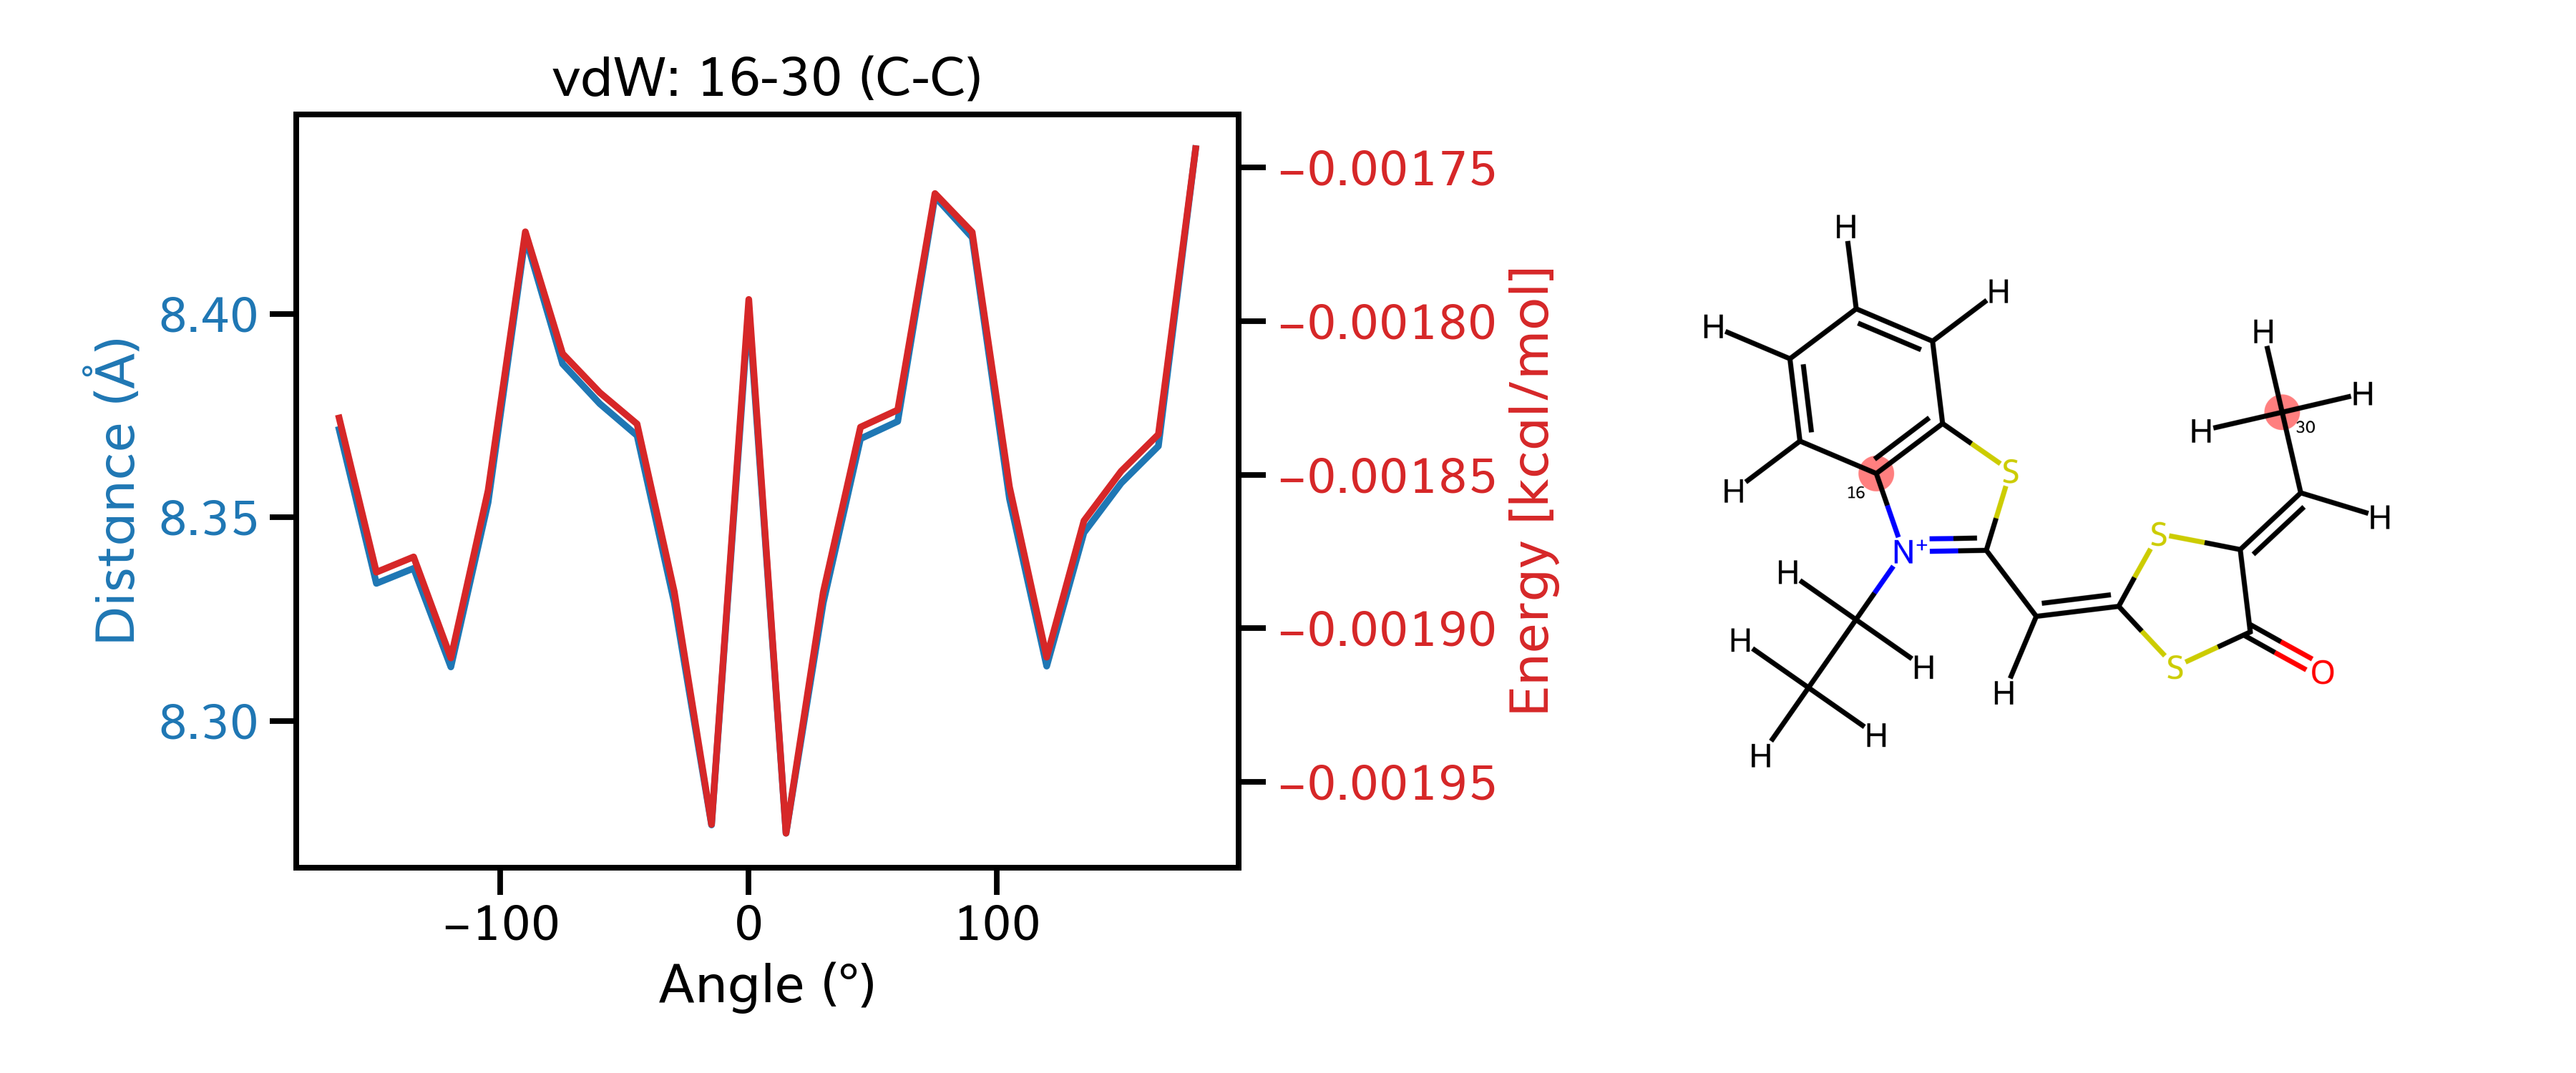 vdW: 16-30 (C-C)
Distance (Å)
8.40
8.35
8.30
−100
0
100
Angle (°)
−0.00175
−0.00180
−0.00185
−0.00190
−0.00195
Energy [kcal/mol]
H
H
H
H
H
H
H
30
S
16
H
H
S
N+
H
H
H
S
O
H
H
H